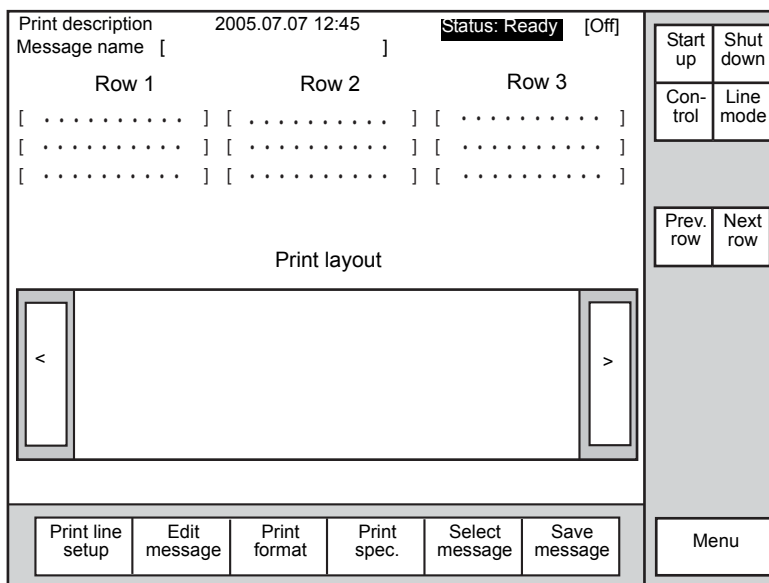 Print description 2005.07.07 12:45 Status: Ready [Off]
Message name [ ]
Row 1 Row 2 Row 3
[ . . . . . . . . . . ] [ . . . . . . . . . . ] [ . . . . . . . . . . ]
[ . . . . . . . . . . ] [ . . . . . . . . . . ] [ . . . . . . . . . . ]
[ . . . . . . . . . . ] [ . . . . . . . . . . ] [ . . . . . . . . . . ]
Print layout
< >
Print line
setup
Edit
message
Print
format
Print
spec.
Select
message
Save
message
Start
up
Shut
down
Con-
trol
Line
mode
Prev.
row
Next
row
Menu